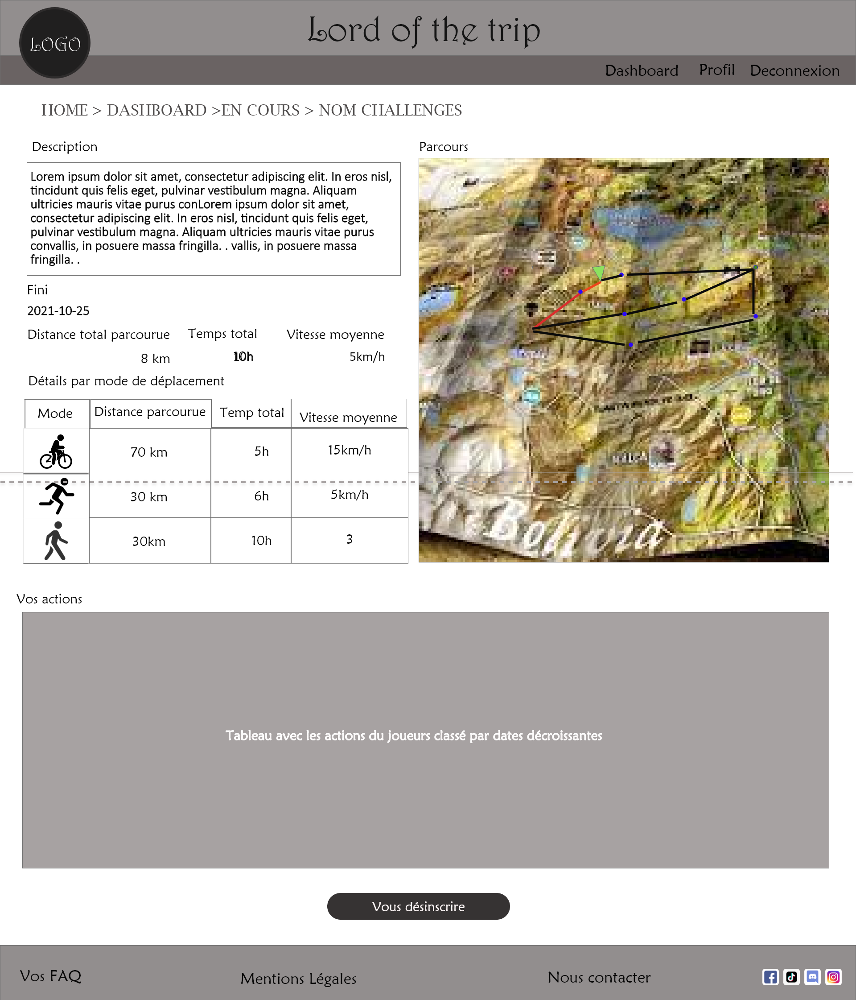 Lord of the trip
LOGO
Dashboard Profil Deconnexion
HOME > DASHBOARD >EN COURS > NOM CHALLENGES
Description
Lorem ipsum dolor sit amet, consectetur adipiscing elit. In eros nisl,
tincidunt quis felis eget, pulvinar vestibulum magna. Aliquam
ultricies mauris vitae purus conLorem ipsum dolor sit amet,
consectetur adipiscing elit. In eros nisl, tincidunt quis felis eget,
pulvinar vestibulum magna. Aliquam ultricies mauris vitae purus
convallis, in posuere massa fringilla. . vallis, in posuere massa
fringilla. .
Fini
2021-10-25
Distance total parcourue Temps total Vitesse moyenne
8 km 10h 5km/h
Détails par mode de déplacement
Mode Distance parcourue Temp total Vitesse moyenne
70 km 5h 15km/h
30 km 6h 5km/h
30km 10h 3
Parcours
Vos actions
Tableau avec les actions du joueurs classé par dates décroissantes
Vous désinscrire
Vos FAQ Mentions Légales Nous contacter